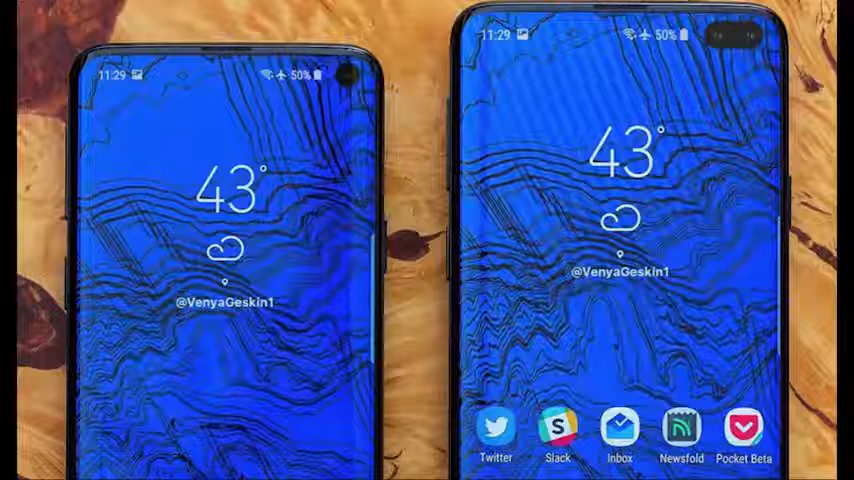 11:29 50%
43°
@VenyaGeskin1
11:29 50%
43°
@VenyaGeskin1
S
Twitter Slack Inbox Newsfold Pocket Beta